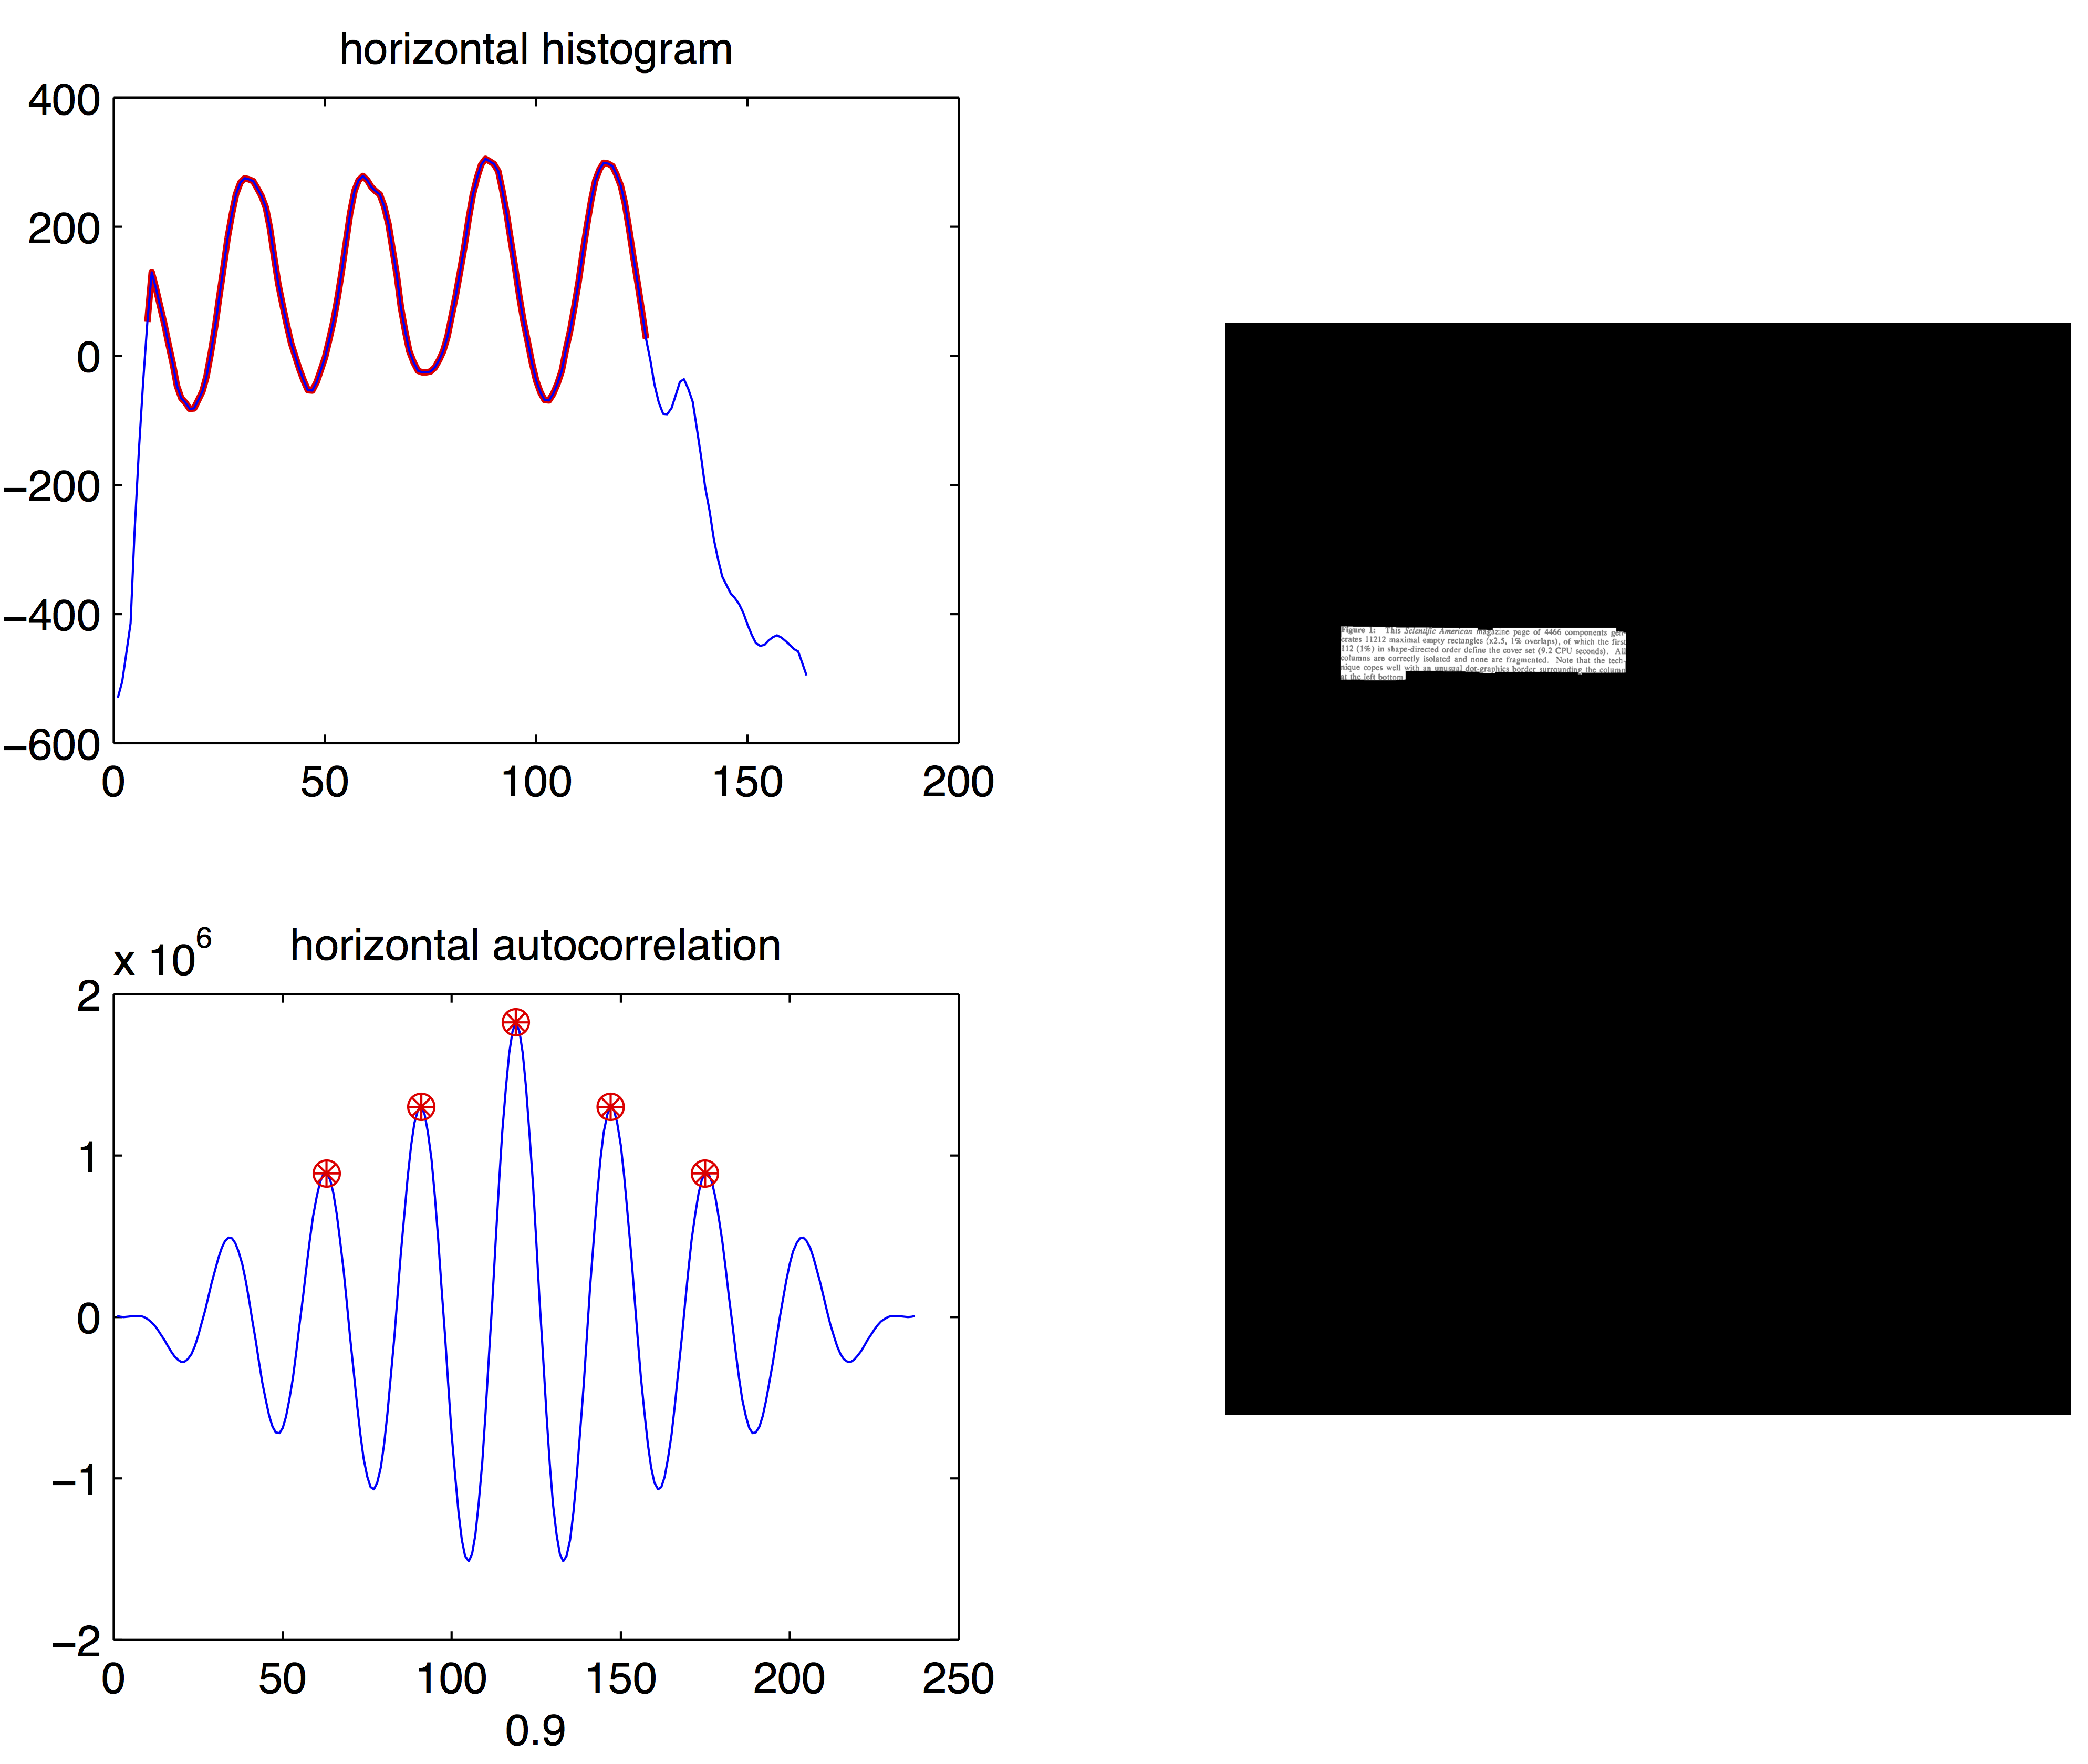 horizontal histogram
400
200
0
−200
−400
−600
0 50 100 150 200
horizontal autocorrelation
x 10^6
2
1
0
−1
−2
0 50 100 150 200 250
0.9
Figure 1: This Scientific American magazine page of 4466 components gen-
erates 11212 maximal empty rectangles (x2.5, 1% overlaps), of which the first
112 (1%) in shape-directed order define the cover set (9.2 CPU seconds). All
columns are correctly isolated and none are fragmented. Note that the tech-
nique copes well with an unusual dot-graphics border surrounding the column
at the left bottom